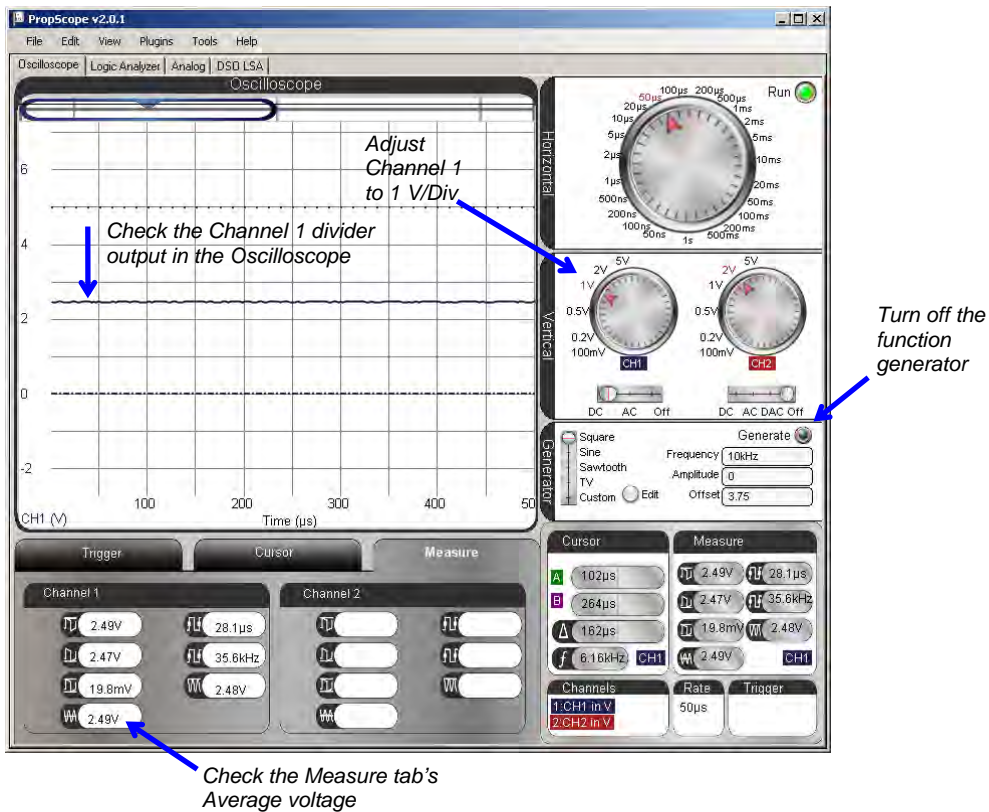 PropScope v2.0.1
File Edit View Plugins Tools Help
Oscilloscope Logic Analyzer Analog DSO LSA
Oscilloscope
6
4
2
0
-2
100 200 300 400 50
CH1 (V)
Time (µs)
Adjust
Channel 1
to 1 V/Div
Check the Channel 1 divider
output in the Oscilloscope
Horizontal
Run
50µs 100µs 200µs 500µs
20µs 1ms
10µs 2ms
5µs 5ms
2µs 10ms
1µs 20ms
500ns 50ms
200ns 100ms
100ns 200ms
50ns 1s 500ms
Vertical
5V
2V
1V
0.5V
0.2V
100mV
CH1
DC AC Off
5V
2V
1V
0.5V
0.2V
100mV
CH2
DC AC DAC Off
Turn off the
function
generator
Generator
Square
Sine
Sawtooth
TV
Custom Edit
Generate
Frequency 10kHz
Amplitude 0
Offset 3.75
Trigger Cursor Measure
Channel 1
2.49V 28.1µs
2.47V 35.6kHz
19.8mV 2.48V
2.49V
Channel 2
Cursor
A 102µs
B 264µs
Δ 162µs
f 6.16kHz CH1
Measure
2.49V 28.1µs
2.47V 35.6kHz
19.8mV 2.48V
2.49V CH1
Channels
1:CH1 in V
2:CH2 in V
Rate
50µs
Trigger
Check the Measure tab's
Average voltage